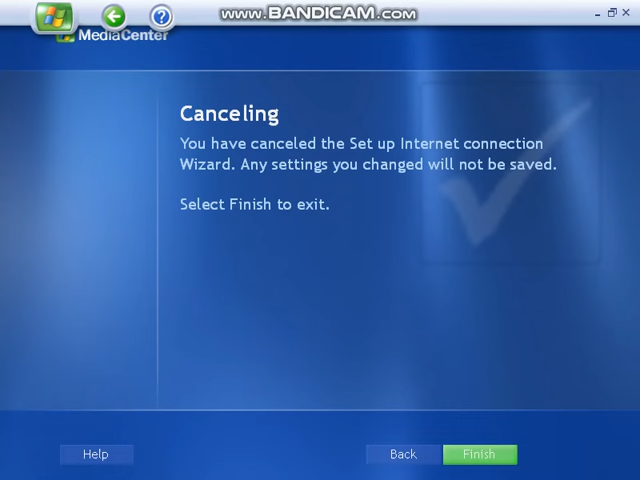 www.BANDICAM.com
MediaCenter
Canceling
You have canceled the Set up Internet connection
Wizard. Any settings you changed will not be saved.
Select Finish to exit.
Help
Back
Finish